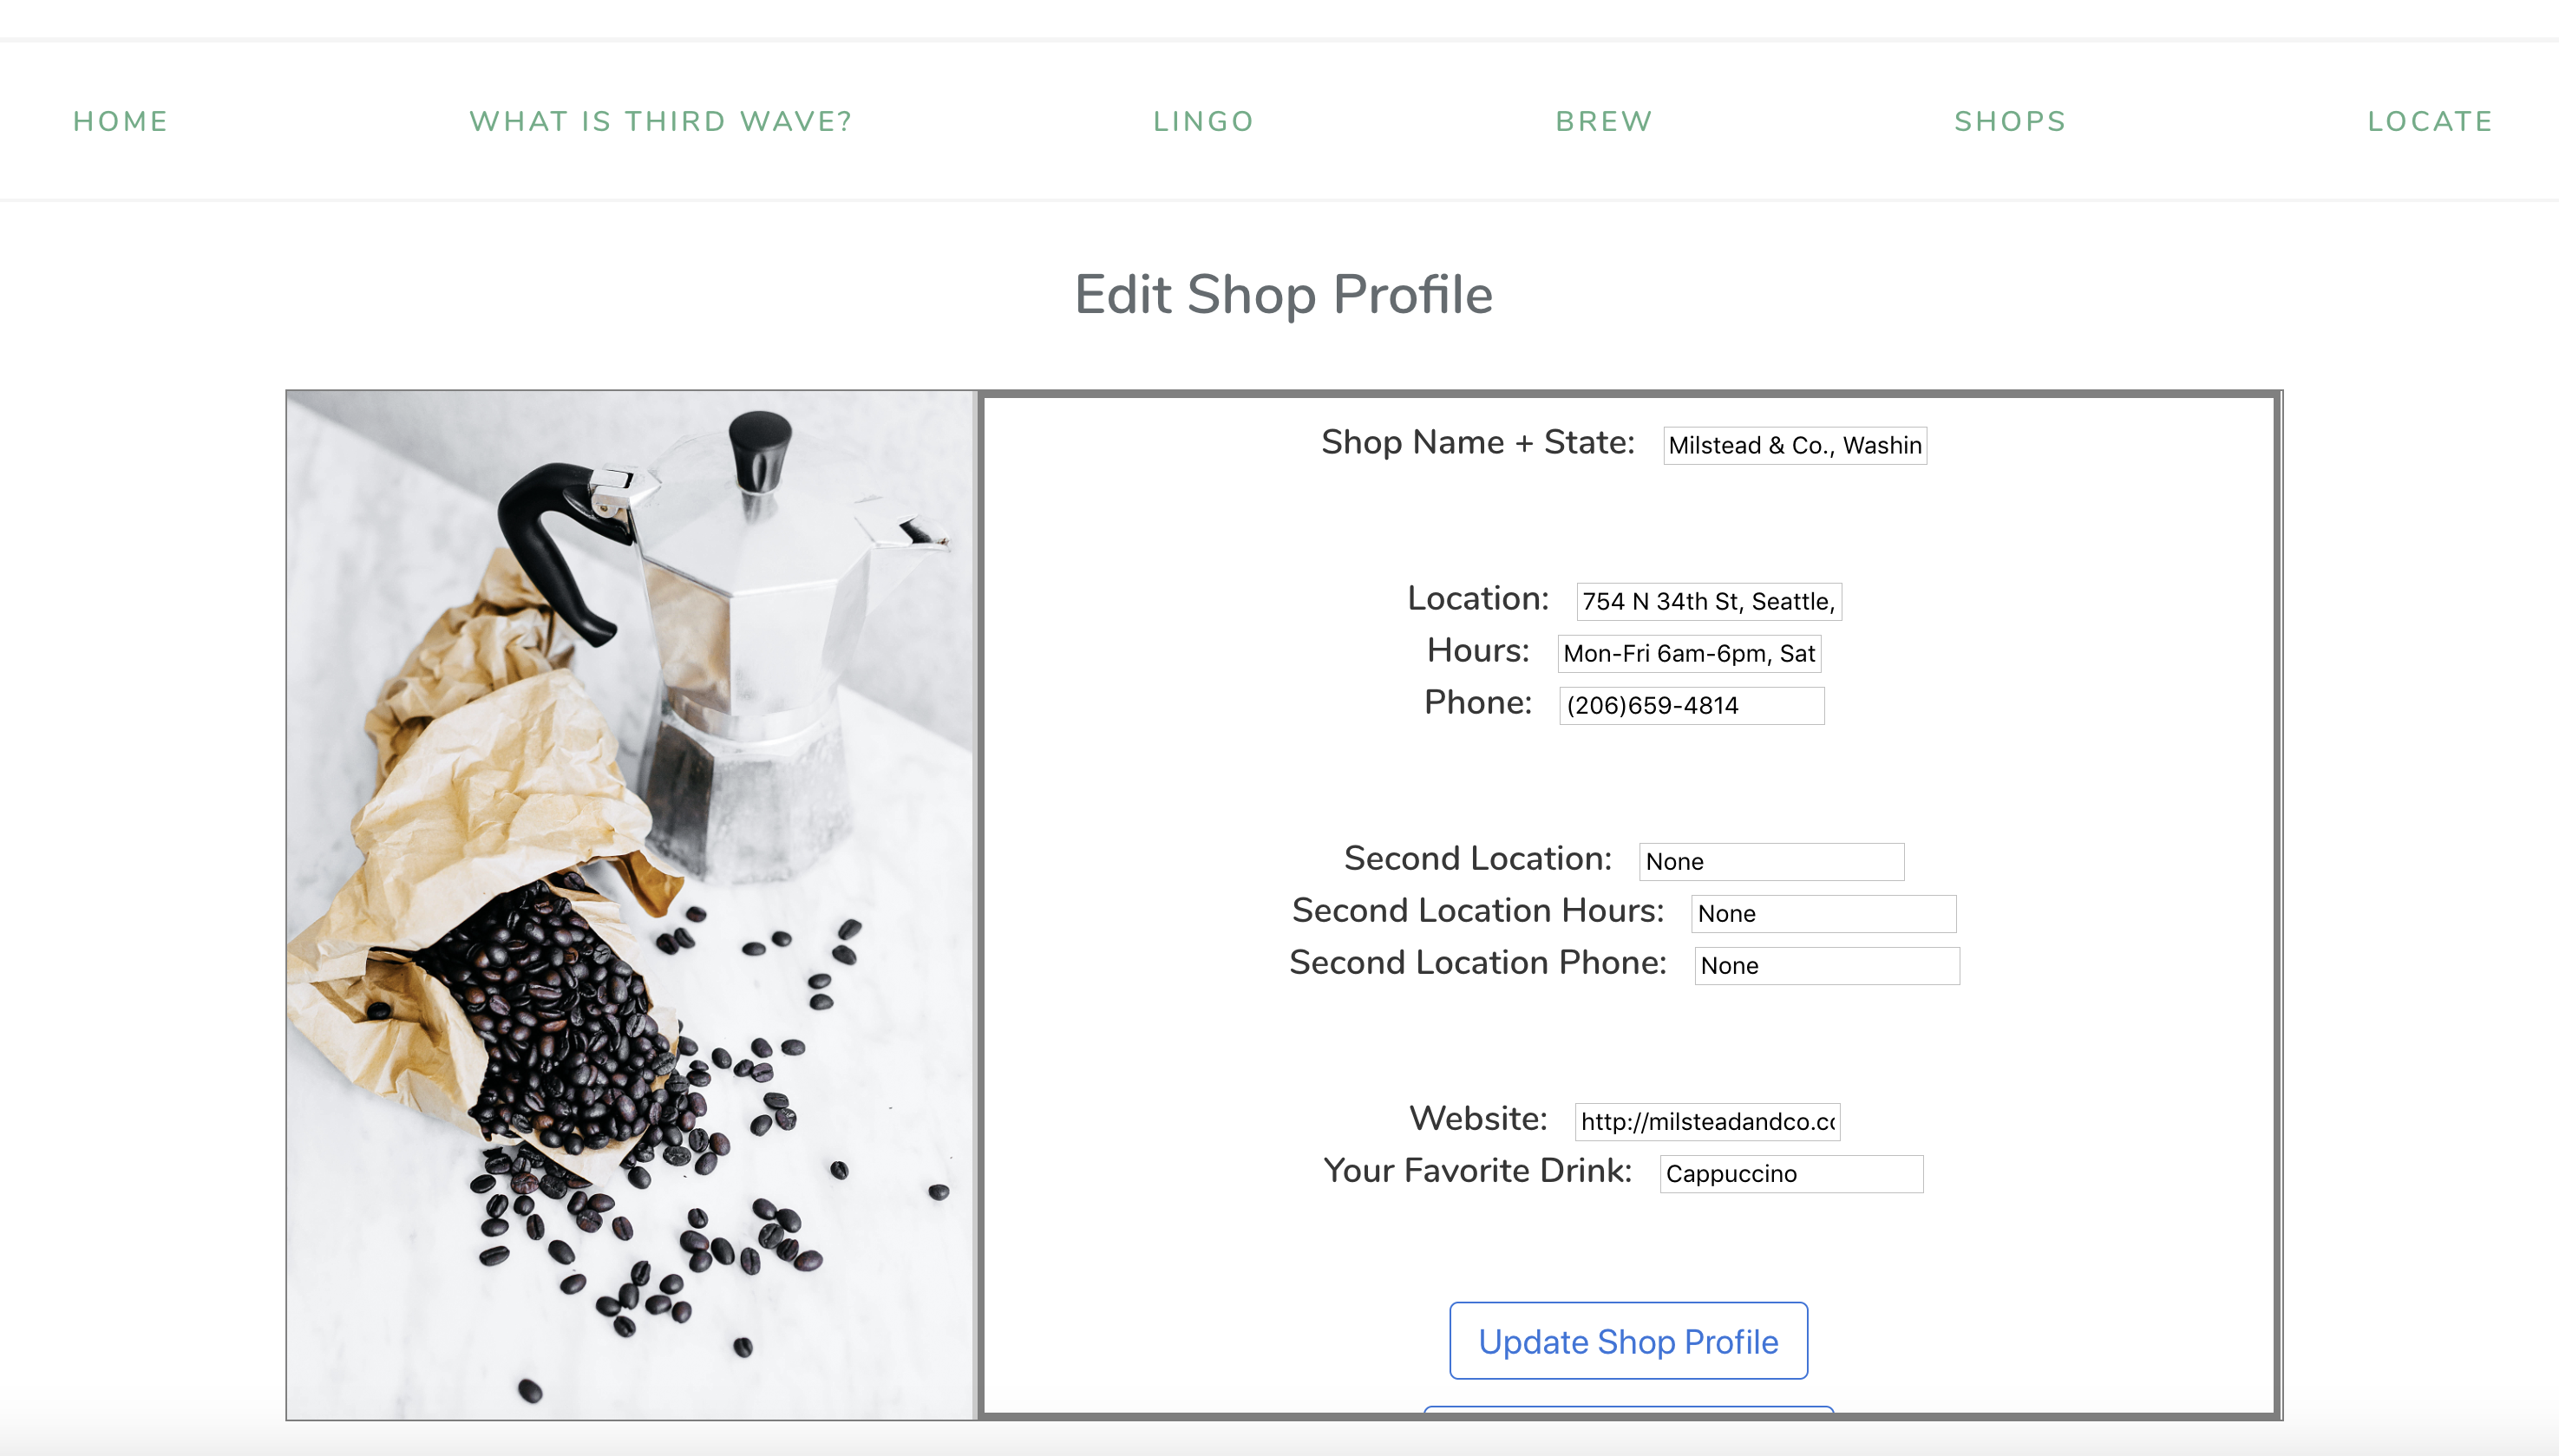 HOME WHAT IS THIRD WAVE? LINGO BREW SHOPS LOCATE
Edit Shop Profile
Shop Name + State: Milstead & Co., Washin
Location: 754 N 34th St, Seattle,
Hours: Mon-Fri 6am-6pm, Sat
Phone: (206)659-4814
Second Location: None
Second Location Hours: None
Second Location Phone: None
Website: http://milsteadandco.co
Your Favorite Drink: Cappuccino
Update Shop Profile